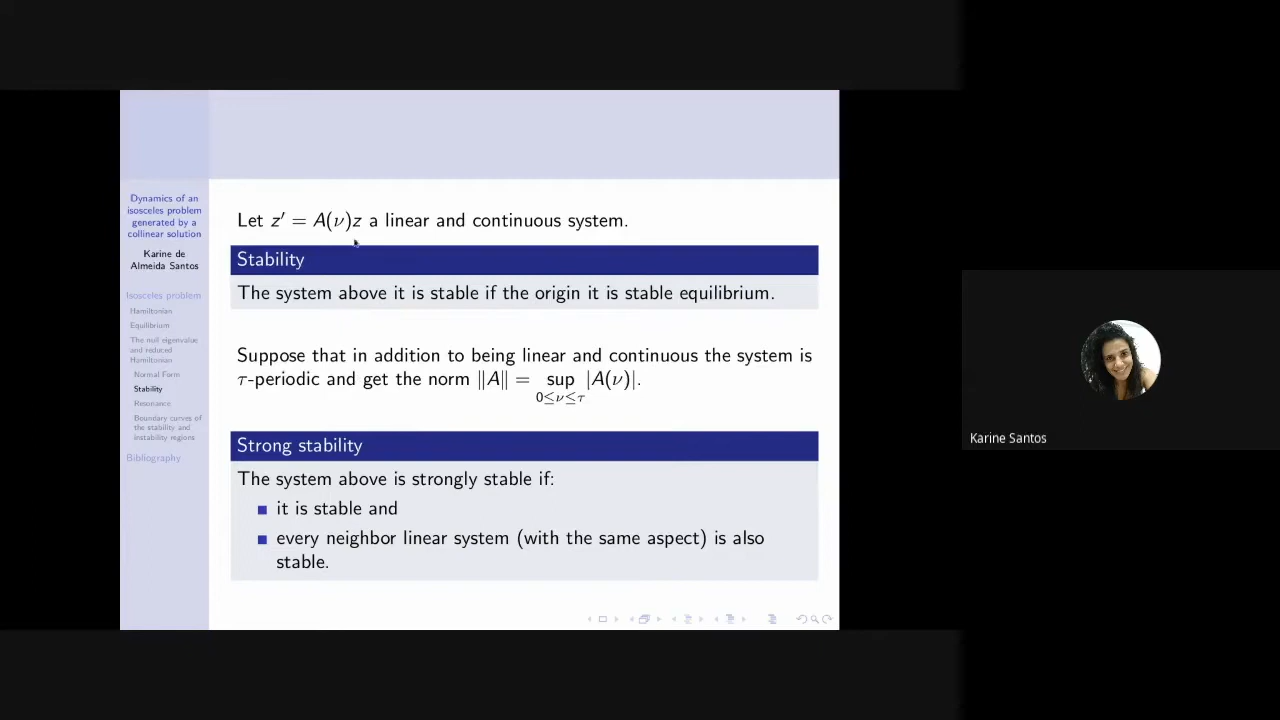 Dynamics of an
isosceles problem
generated by a
collinear solution
Karine de
Almeida Santos
Isosceles problem
Hamiltonian
Equilibrium
The null eigenvalue
and reduced
Hamiltonian
Normal Form
Stability
Resonance
Boundary curves of
the stability and
instability regions
Bibliography
Let z′ = A(ν)z a linear and continuous system.
Stability
The system above it is stable if the origin it is stable equilibrium.
Suppose that in addition to being linear and continuous the system is
τ-periodic and get the norm ‖A‖ = sup |A(ν)|.
0≤ν≤τ
Strong stability
The system above is strongly stable if:
it is stable and
every neighbor linear system (with the same aspect) is also
stable.
Karine Santos